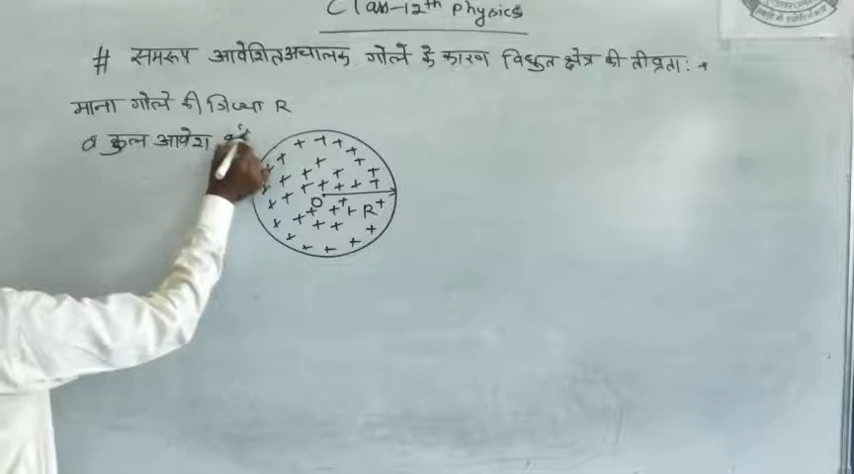 Class-12th Physics
# समरूप आवेशित अचालक गोले के कारण विद्युत क्षेत्र की तीव्रता : -
माना गोले की त्रिज्या R
व कुल आवेश
O
R